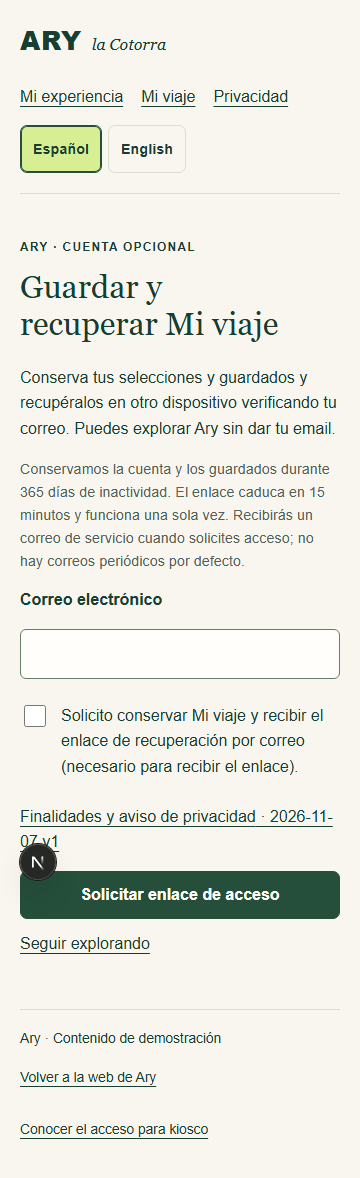 ARY la Cotorra
Mi experiencia Mi viaje Privacidad
Español English
ARY · CUENTA OPCIONAL
Guardar y
recuperar Mi viaje
Conserva tus selecciones y guardados y
recupéralos en otro dispositivo verificando tu
correo. Puedes explorar Ary sin dar tu email.
Conservamos la cuenta y los guardados durante
365 días de inactividad. El enlace caduca en 15
minutos y funciona una sola vez. Recibirás un
correo de servicio cuando solicites acceso; no
hay correos periódicos por defecto.
Correo electrónico
Solicito conservar Mi viaje y recibir el
enlace de recuperación por correo
(necesario para recibir el enlace).
Finalidades y aviso de privacidad · 2026-11-
07 v1
N
Solicitar enlace de acceso
Seguir explorando
Ary · Contenido de demostración
Volver a la web de Ary
Conocer el acceso para kiosco